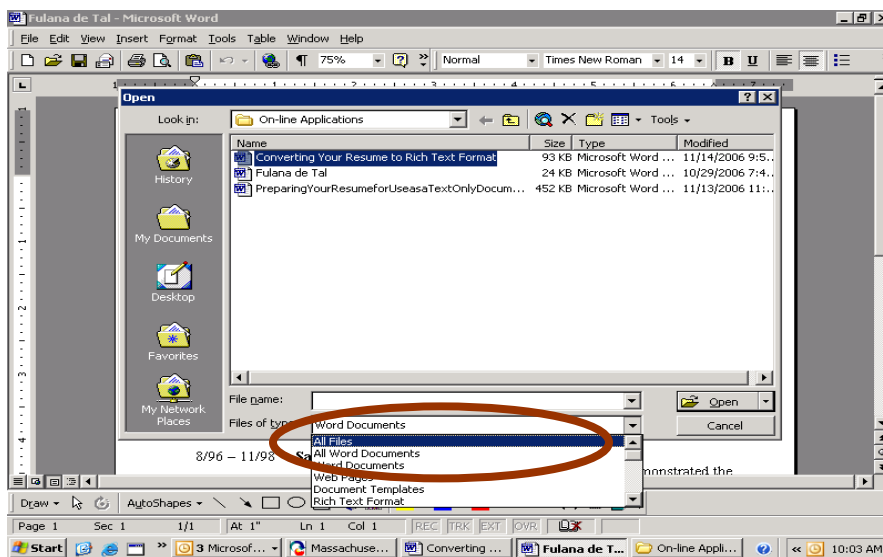 Fulana de Tal - Microsoft Word
File Edit View Insert Format Tools Table Window Help
75% Normal Times New Roman 14 B U
Open
Look in: On-line Applications Tools
Name Size Type Modified
Converting Your Resume to Rich Text Format 93 KB Microsoft Word ... 11/14/2006 9:5..
Fulana de Tal 24 KB Microsoft Word ... 10/29/2006 7:4..
PreparingYourResumeforUseasaTextOnlyDocum... 452 KB Microsoft Word ... 11/13/2006 11:..
History
My Documents
Desktop
Favorites
My Network
Places
File name: Open
Files of type: Word Documents Cancel
All Files
All Word Documents
Word Documents
Web Pages
Document Templates
Rich Text Format
8/96 – 11/98 the
Draw AutoShapes
Page 1 Sec 1 1/1 At 1" Ln 1 Col 1 REC TRK EXT OVR
Start 3 Microsof... Massachuse... Converting ... Fulana de T... On-line Appli... 10:03 AM